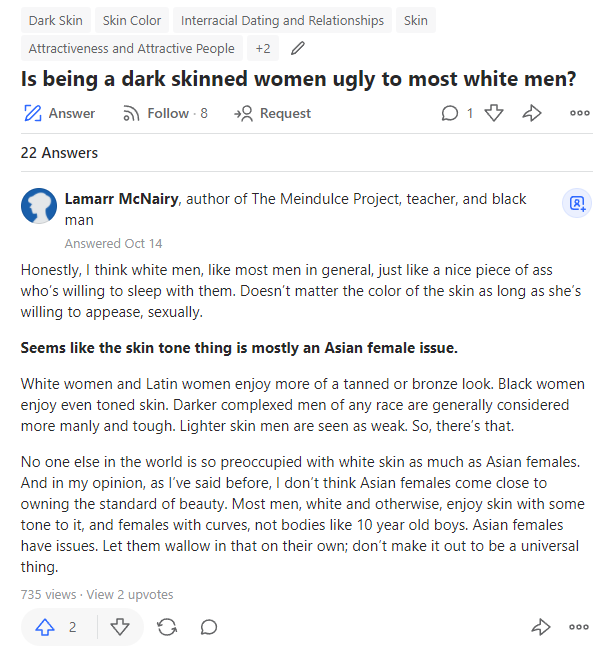 Dark Skin Skin Color Interracial Dating and Relationships Skin
Attractiveness and Attractive People +2
Is being a dark skinned women ugly to most white men?
Answer Follow · 8 Request 1
22 Answers
Lamarr McNairy, author of The Meindulce Project, teacher, and black
man
Answered Oct 14
Honestly, I think white men, like most men in general, just like a nice piece of ass
who's willing to sleep with them. Doesn't matter the color of the skin as long as she's
willing to appease, sexually.
Seems like the skin tone thing is mostly an Asian female issue.
White women and Latin women enjoy more of a tanned or bronze look. Black women
enjoy even toned skin. Darker complexed men of any race are generally considered
more manly and tough. Lighter skin men are seen as weak. So, there's that.
No one else in the world is so preoccupied with white skin as much as Asian females.
And in my opinion, as I've said before, I don't think Asian females come close to
owning the standard of beauty. Most men, white and otherwise, enjoy skin with some
tone to it, and females with curves, not bodies like 10 year old boys. Asian females
have issues. Let them wallow in that on their own; don't make it out to be a universal
thing.
735 views · View 2 upvotes
2